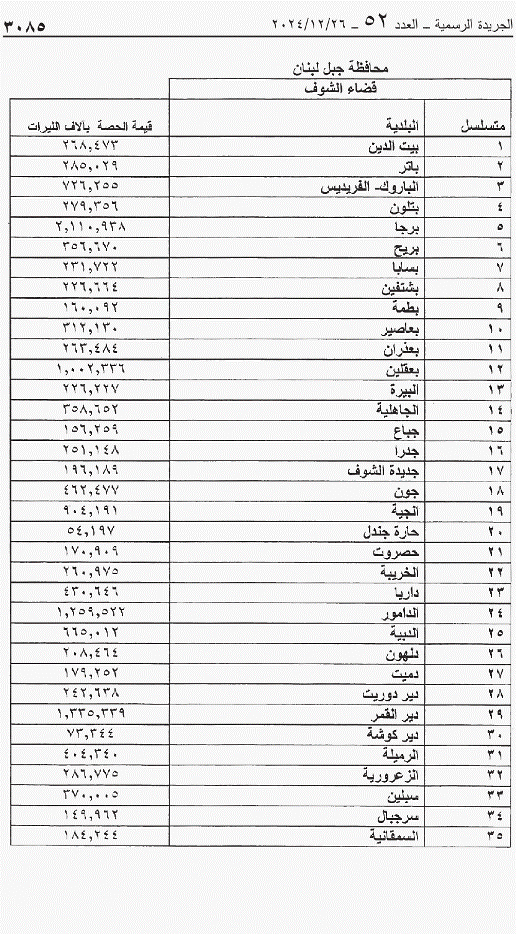 الجريدة الرسمية ـ العدد ٥٢ ـ ٢٠٢٤/١٢/٢٦ ٣٠٨٥
محافظة جبل لبنان
قضاء الشوف
متسلسل البلدية قيمة الحصة بآلاف الليرات
١ بيت الدين ٢٦٨,٤٧٣
٢ باتر ٢٨٥,٠٢٩
٣ الباروك- الفريديس ٧٢٦,٢٥٥
٤ بتلون ٢٧٩,٣٥٦
٥ برجا ٢,١١٠,٩٣٨
٦ بريح ٣٥٦,٦٧٠
٧ بسابا ٢٣١,٧٢٢
٨ بشتفين ٢٢٦,٦٦٤
٩ بطمة ١٦٠,٠٩٢
١٠ بعاصير ٣١٢,١٣٠
١١ بعذران ٢٦٣,٤٨٤
١٢ بعقلين ١,٠٠٢,٣٣٦
١٣ البيرة ٢٢٦,٢٢٧
١٤ الجاهلية ٣٥٨,٦٥٢
١٥ جباع ١٥٦,٢٥٩
١٦ جدرا ٢٥١,١٤٨
١٧ جديدة الشوف ١٩٦,١٨٩
١٨ جون ٤٦٢,٤٧٧
١٩ الجية ٩٠٤,١٩١
٢٠ حارة جندل ٥٤,١٩٧
٢١ حصروت ١٧٠,٩٠٩
٢٢ الخريبة ٢٦٠,٩٧٥
٢٣ داريا ٤٣٠,٦٤٦
٢٤ الدامور ١,٢٥٩,٥٢٢
٢٥ الدبية ٦٦٥,٠١٢
٢٦ دلهون ٢٠٨,٤٦٤
٢٧ دميت ١٧٩,٢٥٢
٢٨ دير دوريت ٢٤٢,٦٣٨
٢٩ دير القمر ١,٣٣٥,٣٣٩
٣٠ دير كوشة ٧٣,٣٤٤
٣١ الرميلة ٤٠٤,٣٤٠
٣٢ الزعرورية ٢٨٦,٧٧٥
٣٣ سبلين ٣٧٠,٠٠٥
٣٤ سرجبال ١٤٩,٩٦٢
٣٥ السمقانية ١٨٤,٢٤٤